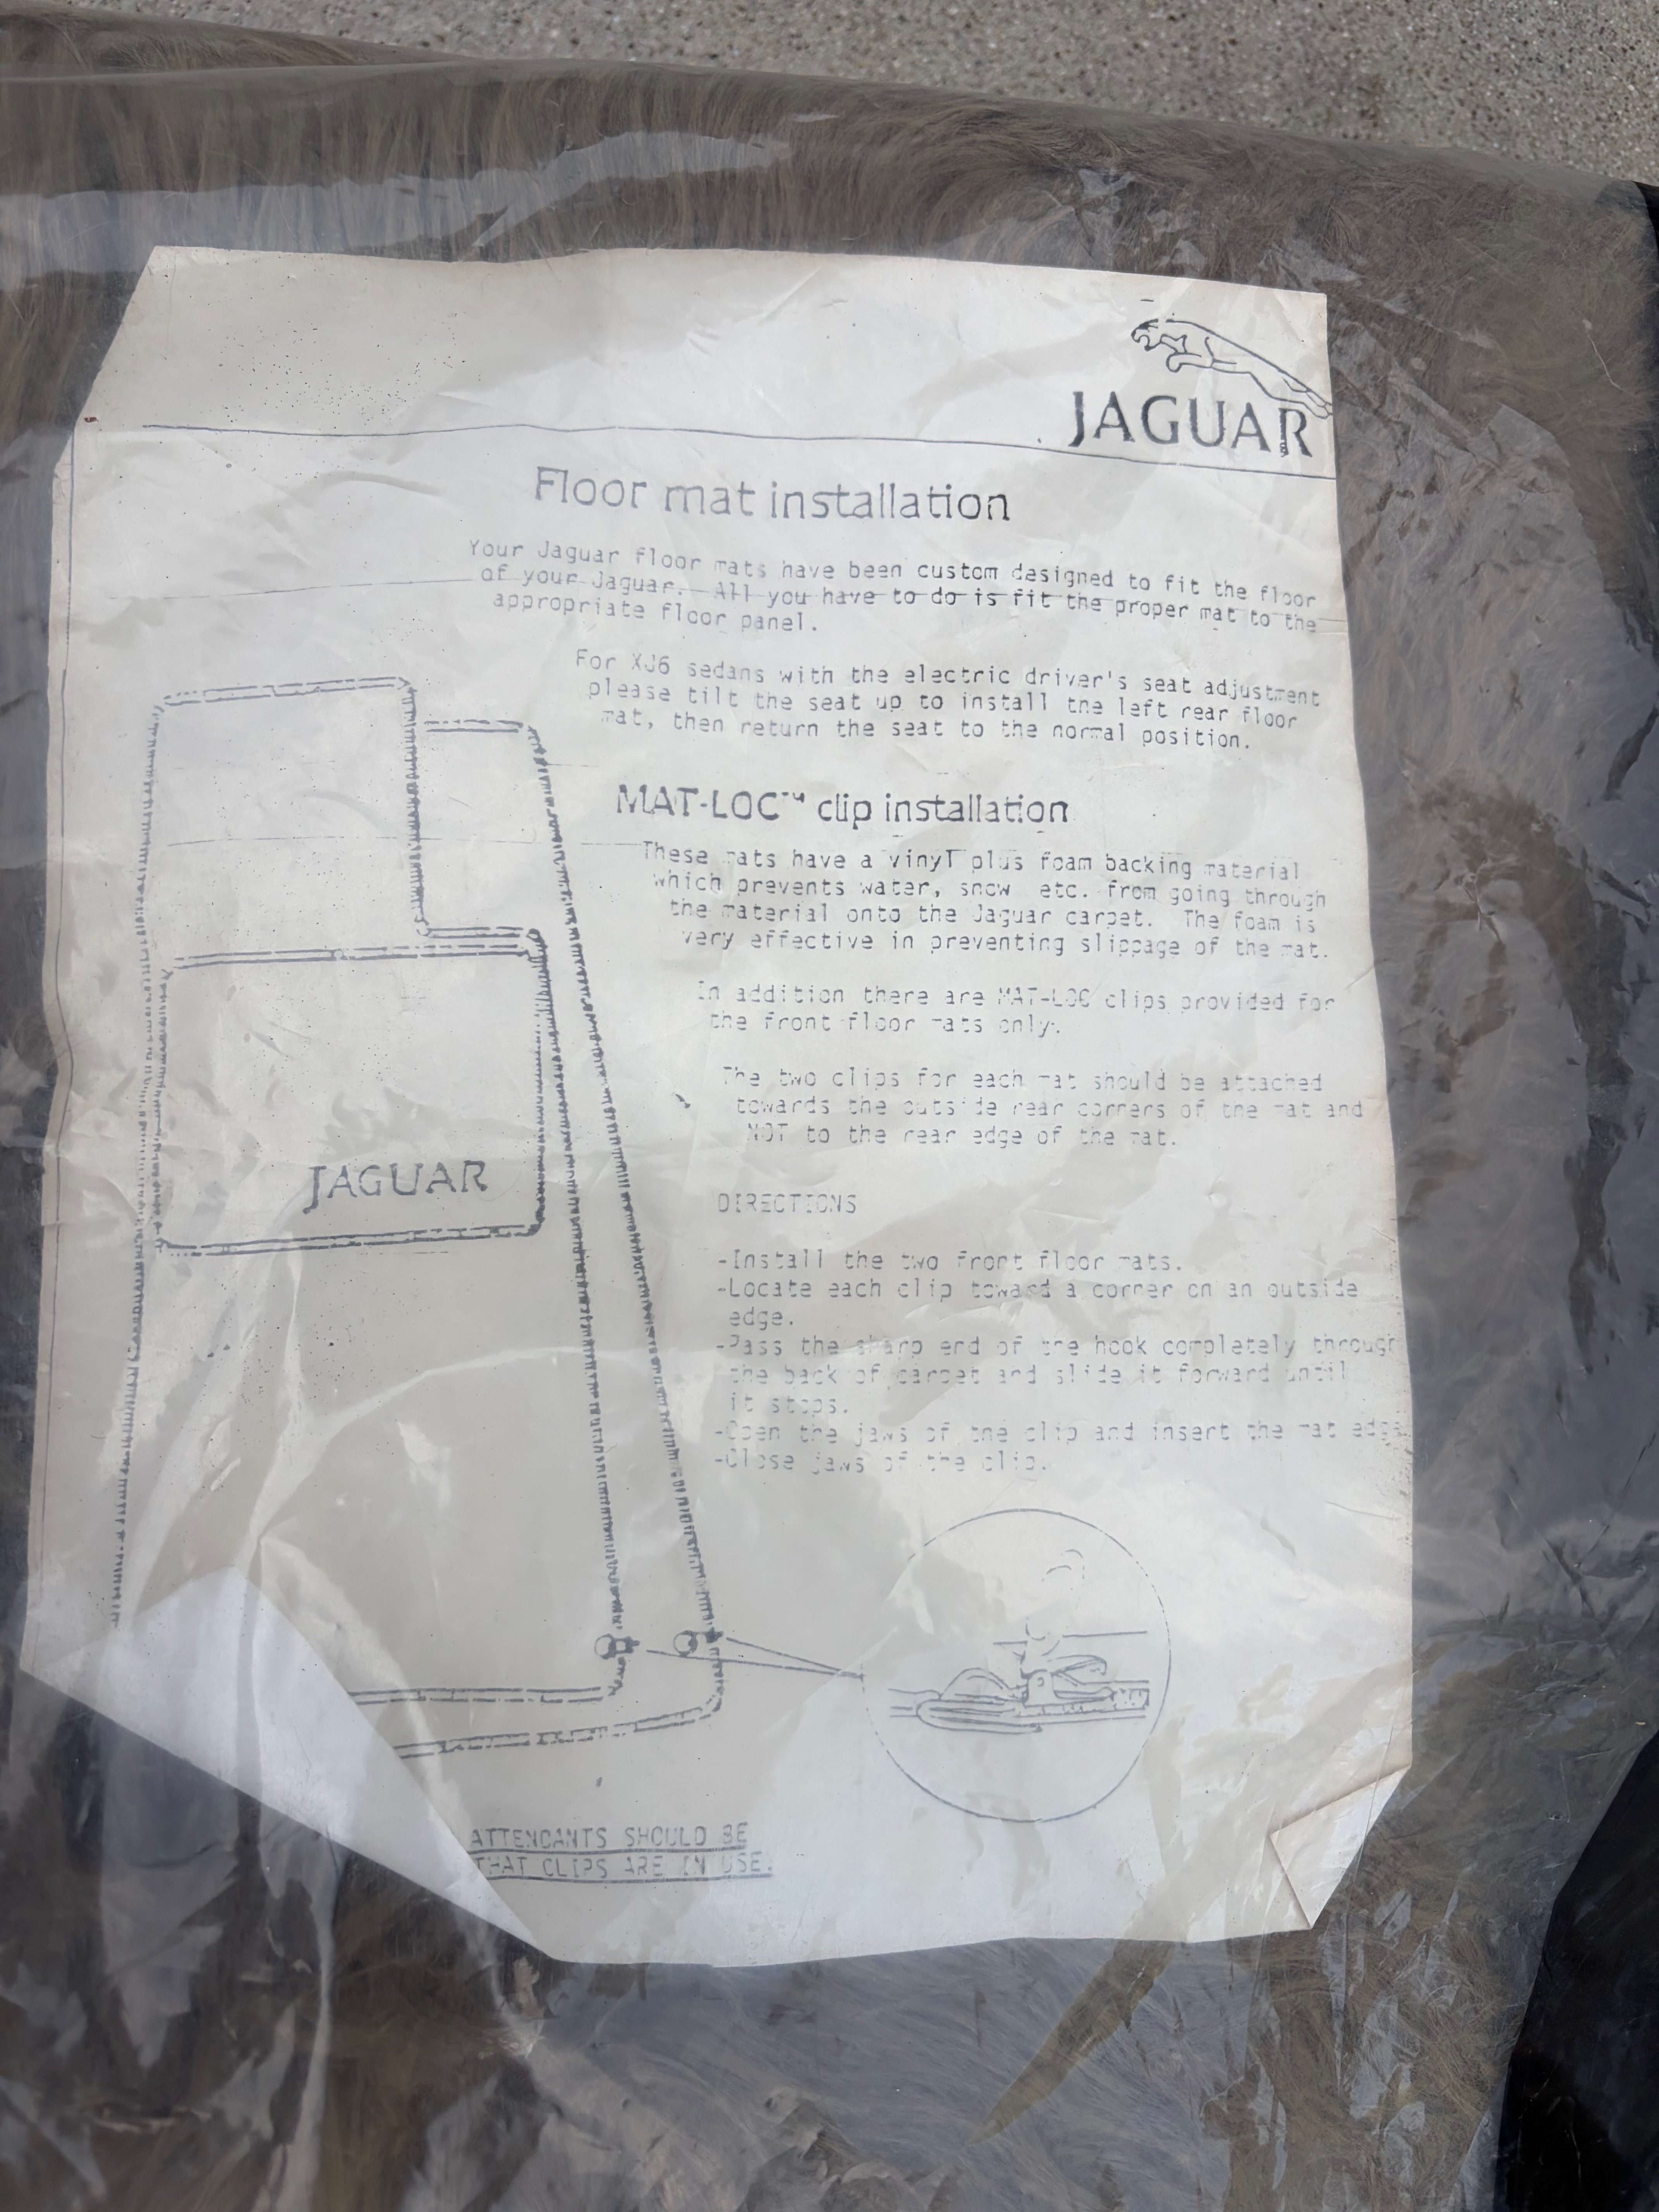 JAGUAR
Floor mat installation
Your Jaguar floor mats have been custom designed to fit the floor
of your Jaguar. All you have to do is fit the proper mat to the
appropriate floor panel.
For XJ6 sedans with the electric driver's seat adjustment
please tilt the seat up to install the left rear floor
mat, then return the seat to the normal position.
MAT-LOC™ clip installation
These mats have a vinyl plus foam backing material
which prevents water, snow etc. from going through
the material onto the Jaguar carpet. The foam is
very effective in preventing slippage of the mat.
In addition there are MAT-LOC clips provided for
the front floor mats only.
The two clips for each mat should be attached
towards the outside rear corners of the mat and
NOT to the rear edge of the mat.
DIRECTIONS
-Install the two front floor mats.
-Locate each clip toward a corner on an outside
edge.
-Pass the sharp end of the hook completely through
the back of carpet and slide it forward until
it stops.
-Open the jaws of the clip and insert the mat edge
-Close jaws of the clip.
JAGUAR
ATTENDANTS SHOULD BE
THAT CLIPS ARE IN USE.